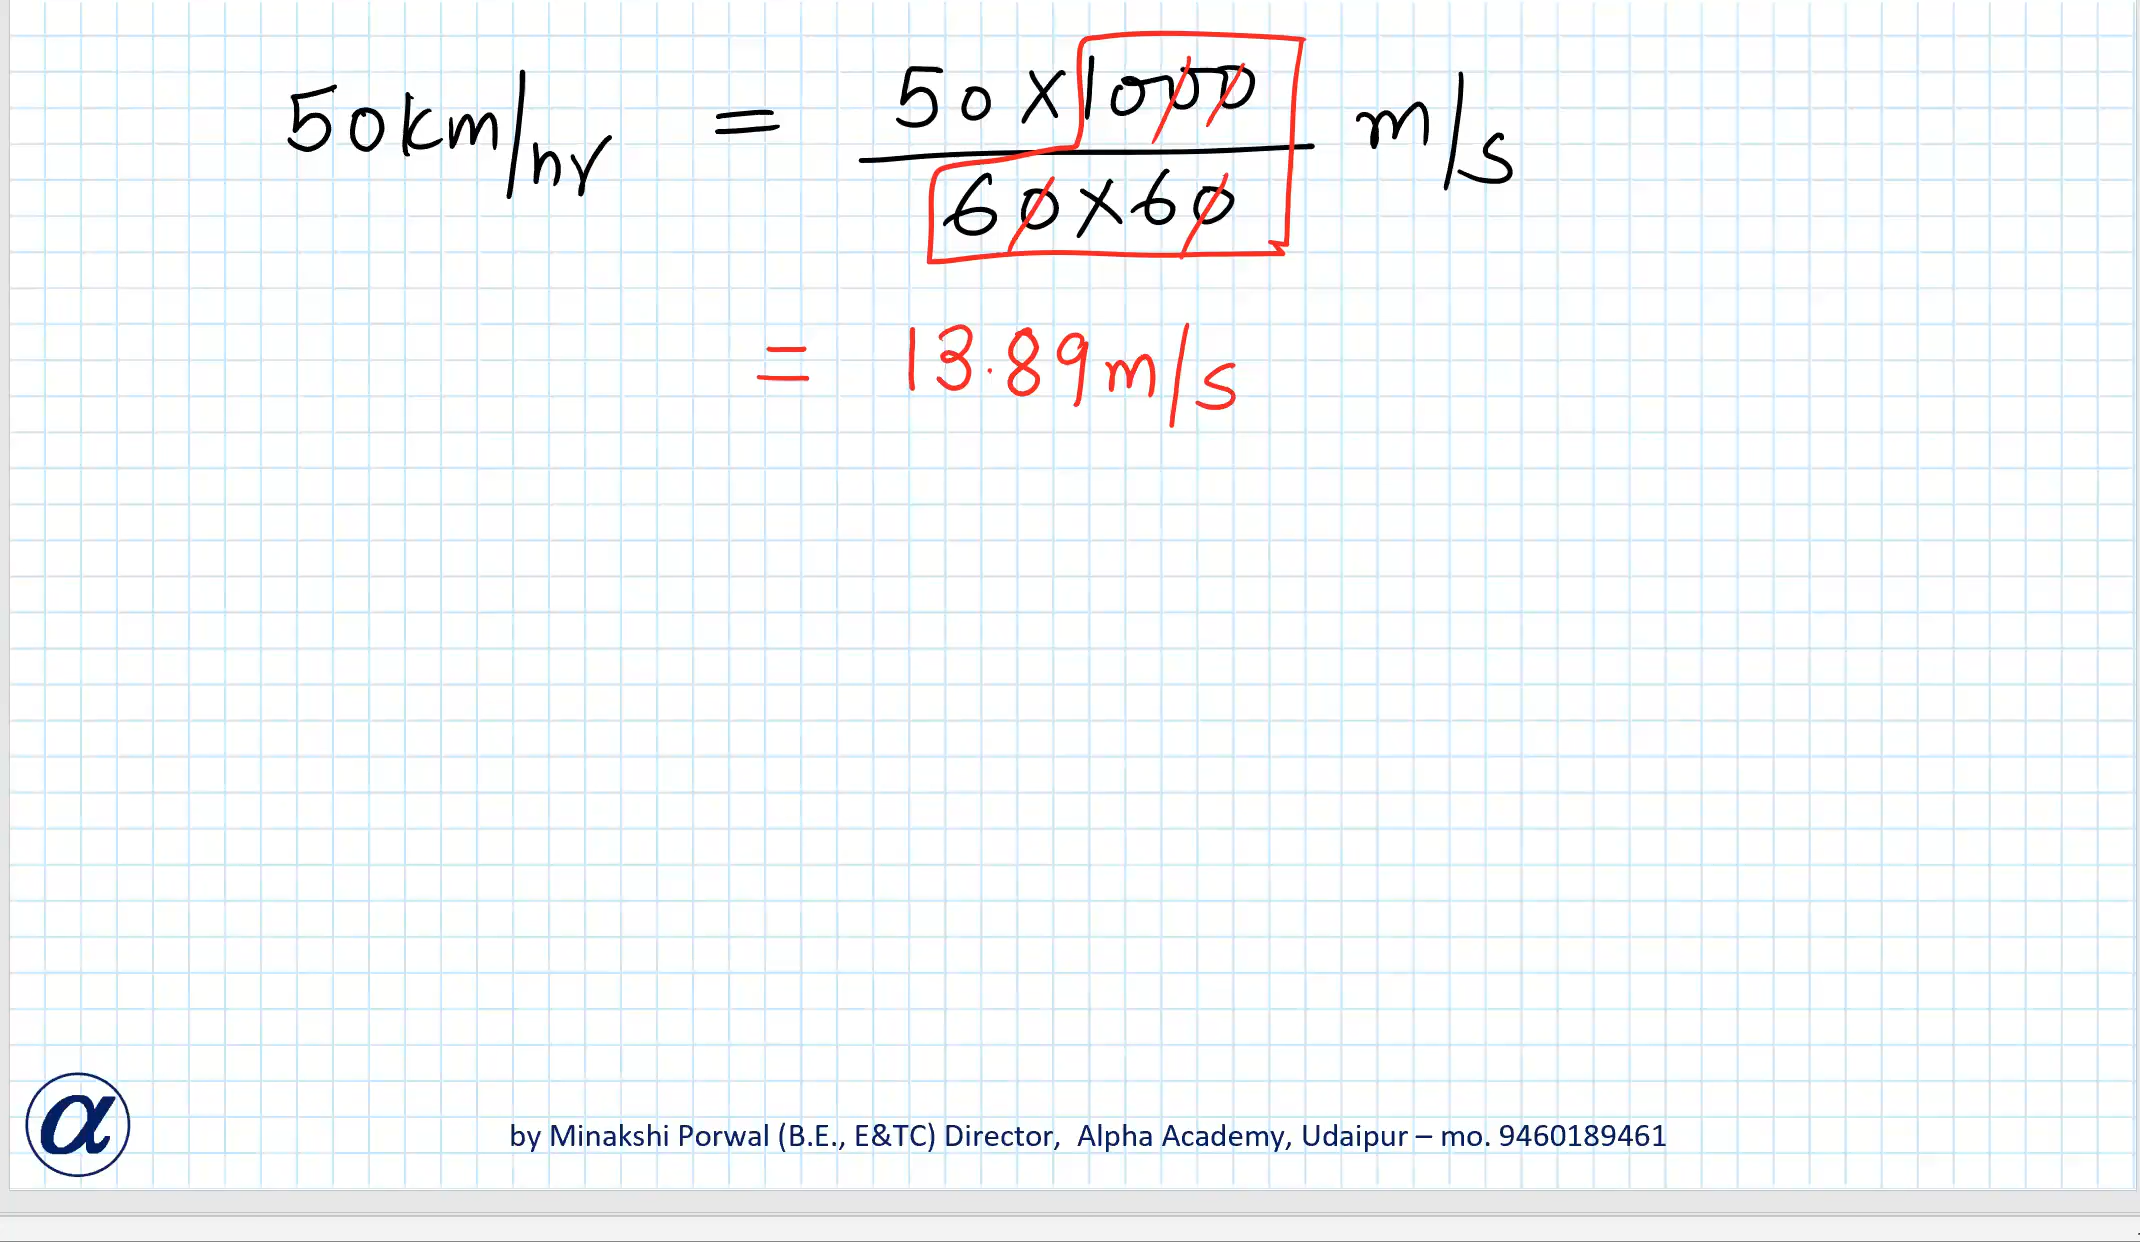 50km/hr = 50×1000/60×60 m/s
= 13.89m/s
α
by Minakshi Porwal (B.E., E&TC) Director, Alpha Academy, Udaipur – mo. 9460189461